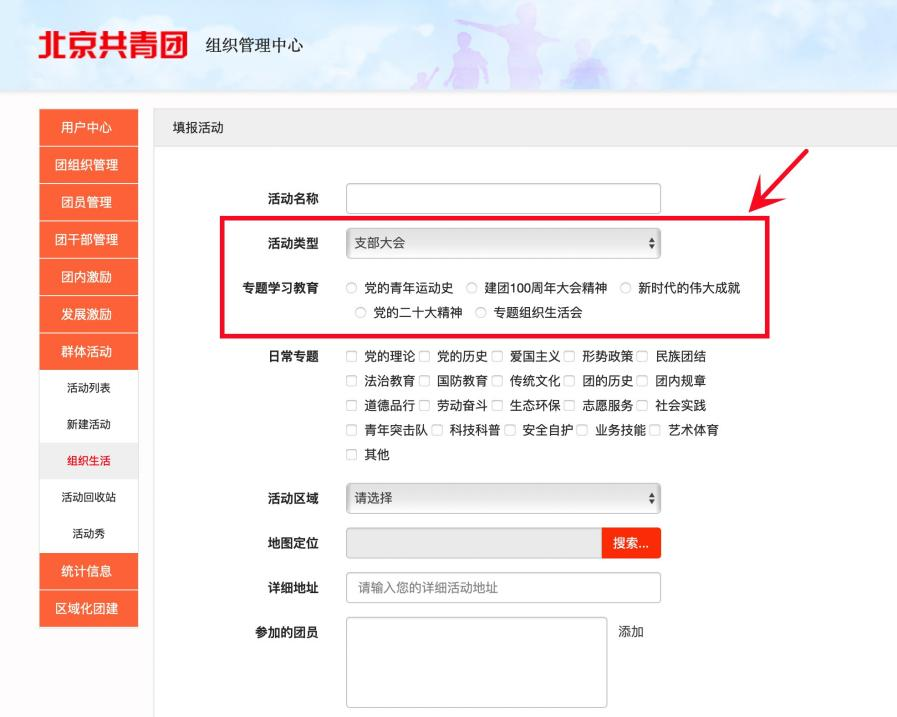 北京共青团 组织管理中心
用户中心
团组织管理
团员管理
团干部管理
团内激励
发展激励
群体活动
活动列表
新建活动
组织生活
活动回收站
活动秀
统计信息
区域化团建
填报活动
活动名称
活动类型 支部大会
专题学习教育 党的青年运动史 建团100周年大会精神 新时代的伟大成就
党的二十大精神 专题组织生活会
日常专题 党的理论 党的历史 爱国主义 形势政策 民族团结
法治教育 国防教育 传统文化 团的历史 团内规章
道德品行 劳动奋斗 生态环保 志愿服务 社会实践
青年突击队 科技科普 安全自护 业务技能 艺术体育
其他
活动区域 请选择
地图定位 搜索...
详细地址 请输入您的详细活动地址
参加的团员 添加